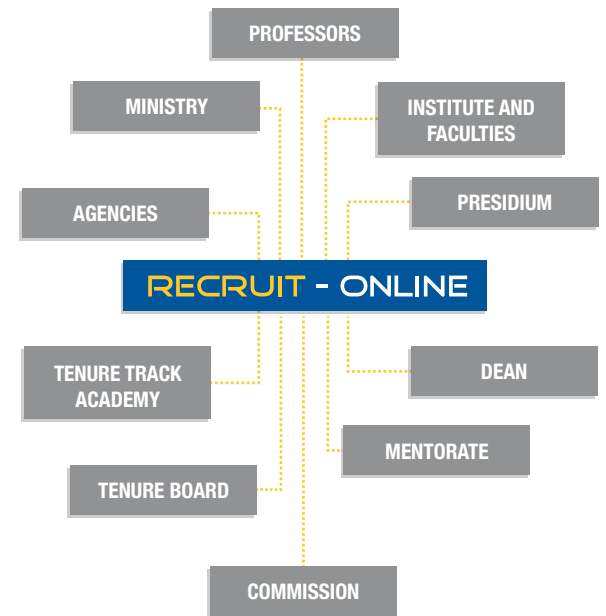 PROFESSORS
MINISTRY
INSTITUTE AND
FACULTIES
AGENCIES
PRESIDIUM
RECRUIT - ONLINE
TENURE TRACK
ACADEMY
DEAN
MENTORATE
TENURE BOARD
COMMISSION